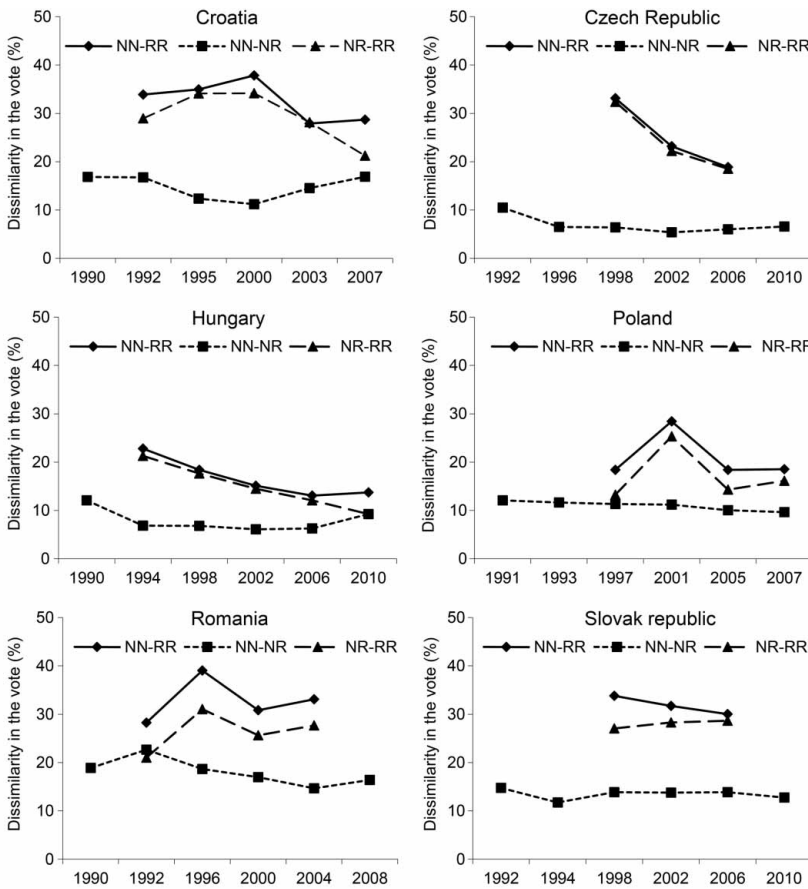 Croatia
Dissimilarity in the vote (%)
NN-RR NN-NR NR-RR
50
40
30
20
10
0
1990 1992 1995 2000 2003 2007
Czech Republic
Dissimilarity in the vote (%)
NN-RR NN-NR NR-RR
50
40
30
20
10
0
1992 1996 1998 2002 2006 2010
Hungary
Dissimilarity in the vote (%)
NN-RR NN-NR NR-RR
50
40
30
20
10
0
1990 1994 1998 2002 2006 2010
Poland
Dissimilarity in the vote (%)
NN-RR NN-NR NR-RR
50
40
30
20
10
0
1991 1993 1997 2001 2005 2007
Romania
Dissimilarity in the vote (%)
NN-RR NN-NR NR-RR
50
40
30
20
10
0
1990 1992 1996 2000 2004 2008
Slovak republic
Dissimilarity in the vote (%)
NN-RR NN-NR NR-RR
50
40
30
20
10
0
1992 1994 1998 2002 2006 2010